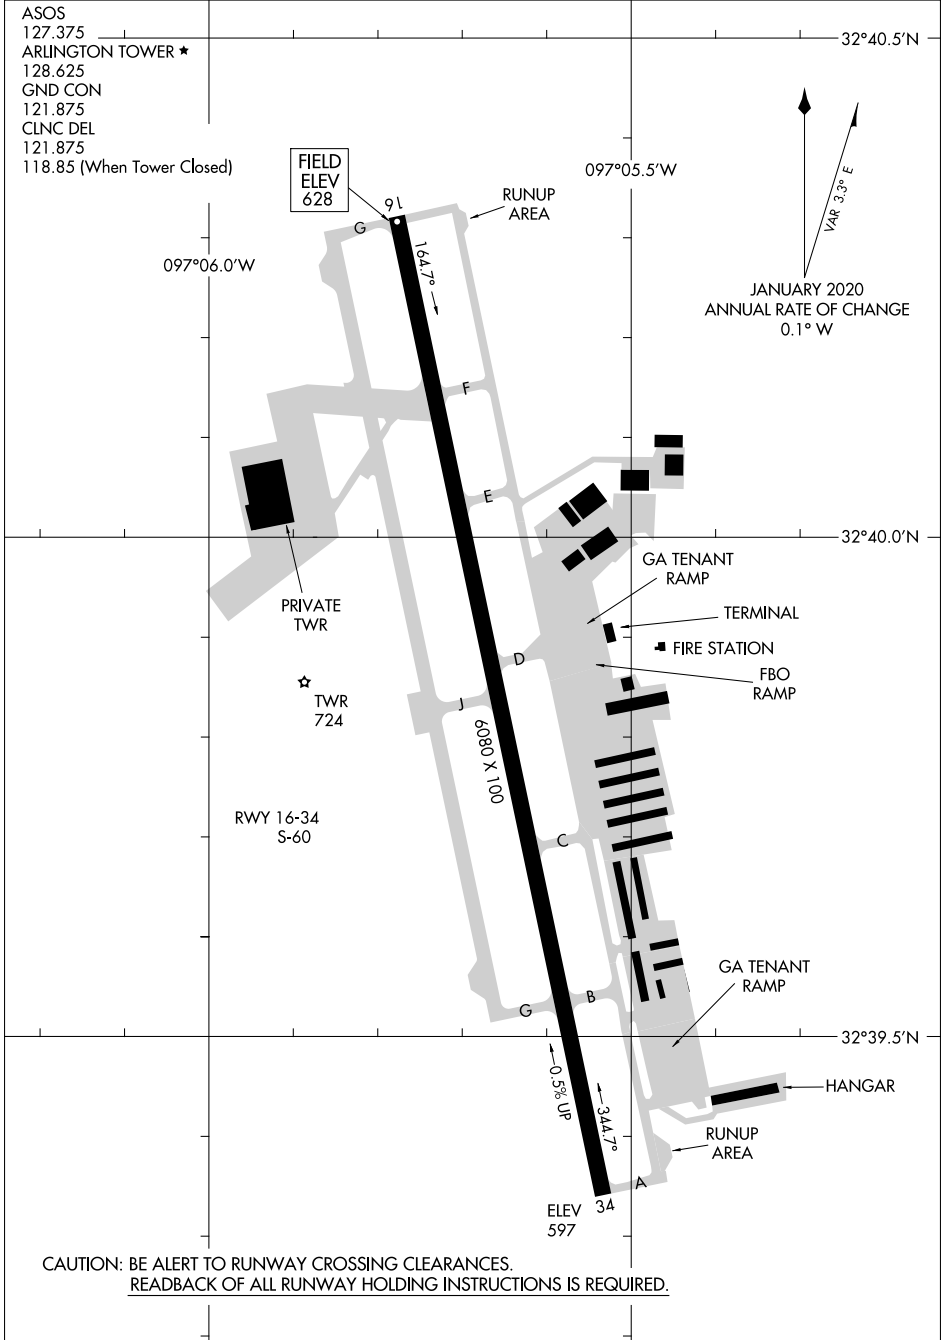 ASOS
127.375
ARLINGTON TOWER ★
128.625
GND CON
121.875
CLNC DEL
121.875
118.85 (When Tower Closed)
32°40.5'N
VAR 3.3° E
JANUARY 2020
ANNUAL RATE OF CHANGE
0.1° W
FIELD
ELEV
628
097°05.5'W
RUNUP
AREA
16
G
097°06.0'W
164.7°
F
E
32°40.0'N
GA TENANT
RAMP
PRIVATE
TWR
TERMINAL
FIRE STATION
D
FBO
RAMP
TWR
724
J
6080 X 100
RWY 16-34
S-60
C
GA TENANT
RAMP
B
G
32°39.5'N
0.5% UP
344.7°
HANGAR
RUNUP
AREA
A
34
ELEV
597
CAUTION: BE ALERT TO RUNWAY CROSSING CLEARANCES.
READBACK OF ALL RUNWAY HOLDING INSTRUCTIONS IS REQUIRED.